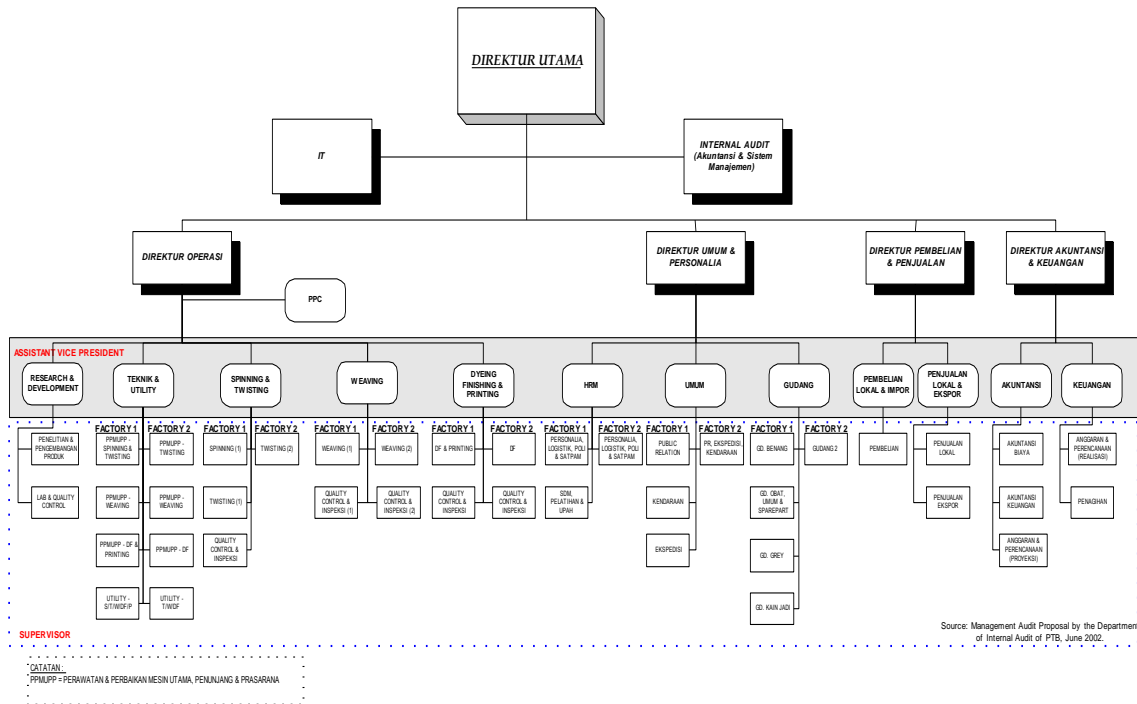 DIREKTUR UTAMA
IT
INTERNAL AUDIT
(Akuntansi & Sistem
Manajemen)
DIREKTUR OPERASI
DIREKTUR UMUM &
PERSONALIA
DIREKTUR PEMBELIAN
& PENJUALAN
DIREKTUR AKUNTANSI
& KEUANGAN
PPC
ASSISTANT VICE PRESIDENT
RESEARCH &
DEVELOPMENT
TEKNIK &
UTILITY
SPINNING &
TWISTING
WEAVING
DYEING
FINISHING &
PRINTING
HRM
UMUM
GUDANG
PEMBELIAN
LOKAL & IMPOR
PENJUALAN
LOKAL &
EKSPOR
AKUNTANSI
KEUANGAN
PENELITIAN &
PENGEMBANGAN
PRODUK
LAB & QUALITY
CONTROL
FACTORY 1
PPMUPP -
SPINNING &
TWISTING
PPMUPP -
WEAVING
PPMUPP - DF &
PRINTING
UTILITY -
S/T/W/DF/P
FACTORY 2
PPMUPP -
TWISTING
PPMUPP -
WEAVING
PPMUPP - DF
UTILITY -
T/W/DF
FACTORY 1
SPINNING (1)
TWISTING (1)
QUALITY
CONTROL &
INSPEKSI
FACTORY 2
TWISTING (2)
FACTORY 1
WEAVING (1)
QUALITY
CONTROL &
INSPEKSI (1)
FACTORY 2
WEAVING (2)
QUALITY
CONTROL &
INSPEKSI (2)
FACTORY 1
DF & PRINTING
QUALITY
CONTROL &
INSPEKSI
FACTORY 2
DF
QUALITY
CONTROL &
INSPEKSI
FACTORY 1
PERSONALIA,
LOGISTIK, POLI
& SATPAM
SDM,
PELATIHAN &
UPAH
FACTORY 2
PERSONALIA,
LOGISTIK, POLI
& SATPAM
FACTORY 1
PUBLIC
RELATION
KENDARAAN
EKSPEDISI
FACTORY 2
PR, EKSPEDISI,
KENDARAAN
FACTORY 1
GD. BENANG
GD. OBAT,
UMUM &
SPAREPART
GD. GREY
GD. KAIN JADI
FACTORY 2
GUDANG 2
PEMBELIAN
PENJUALAN
LOKAL
PENJUALAN
EKSPOR
AKUNTANSI
BIAYA
AKUNTANSI
KEUANGAN
ANGGARAN &
PERENCANAAN
(PROYEKSI)
ANGGARAN &
PERENCANAAN
(REALISASI)
PENAGIHAN
SUPERVISOR
Source: Management Audit Proposal by the Department
of Internal Audit of PTB, June 2002.
CATATAN :
PPMUPP = PERAWATAN & PERBAIKAN MESIN UTAMA, PENUNJANG & PRASARANA